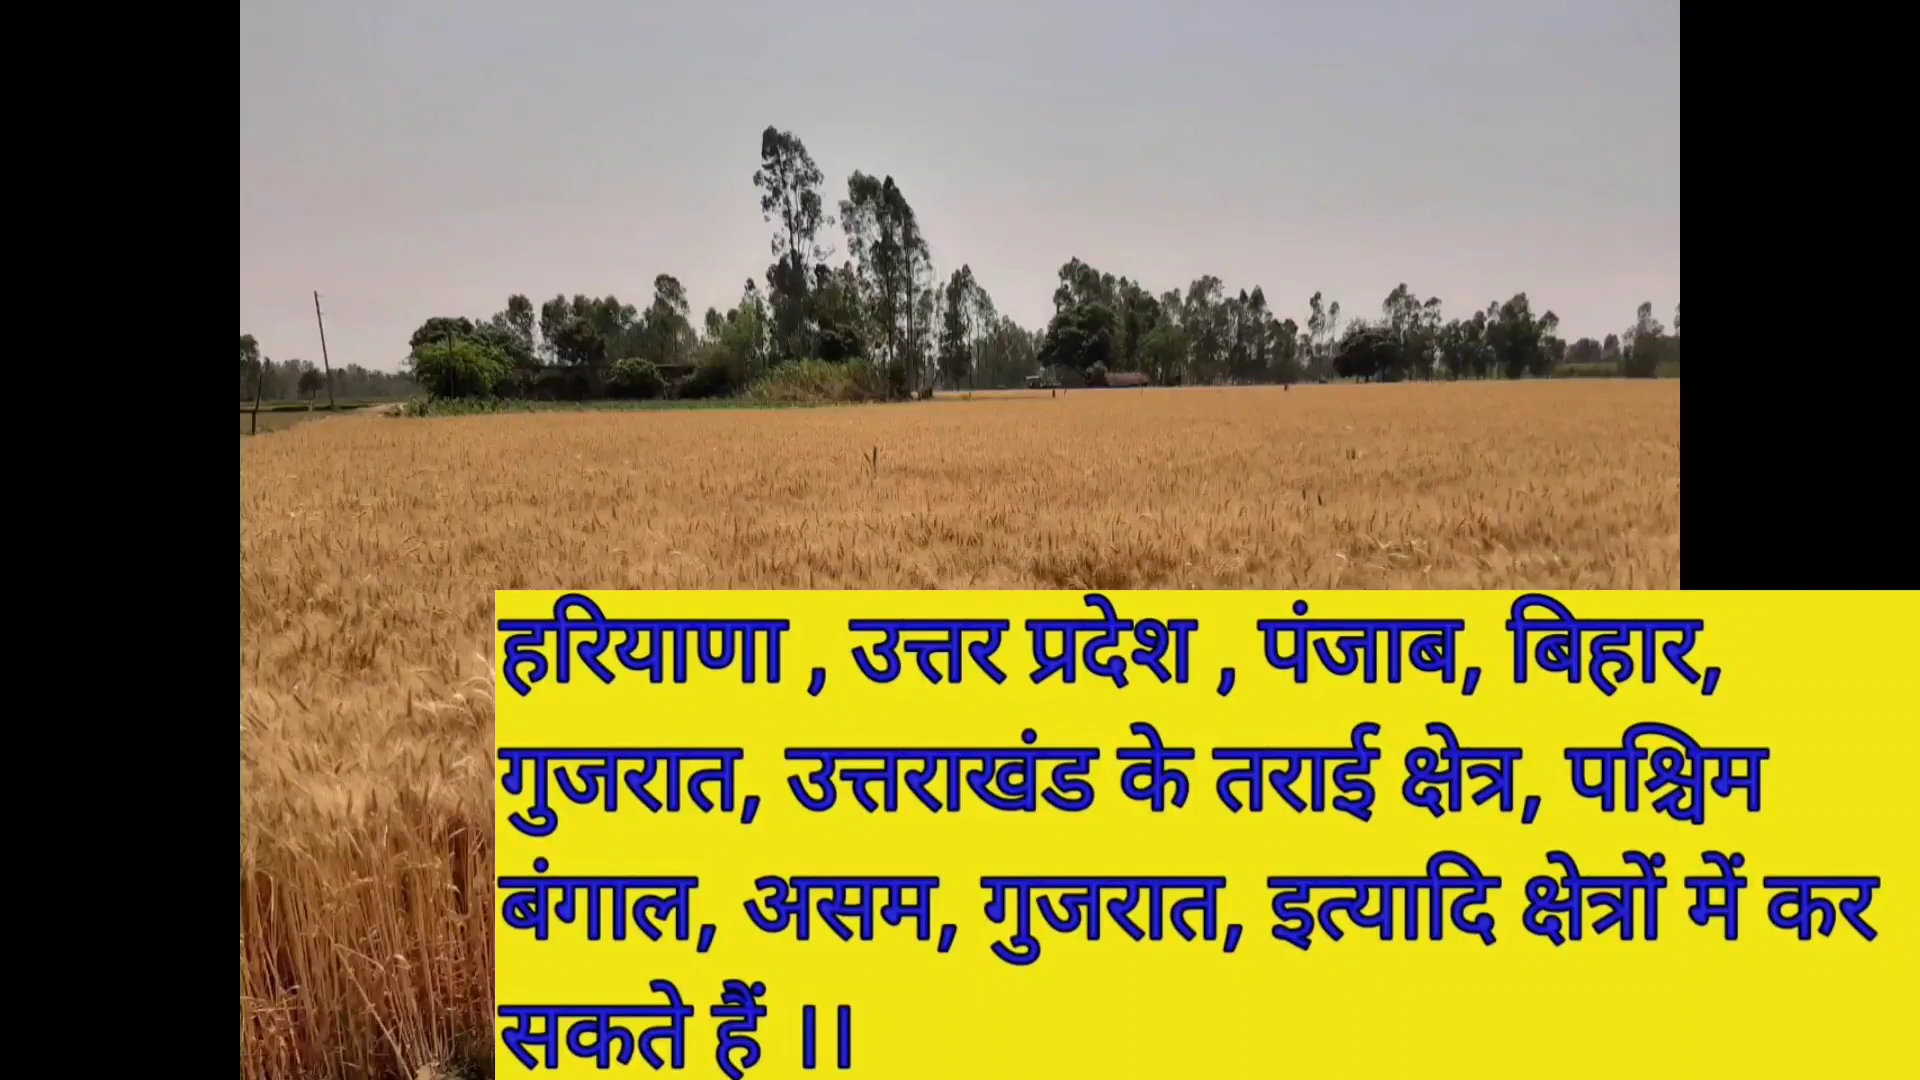 हरियाणा , उत्तर प्रदेश , पंजाब, बिहार,
गुजरात, उत्तराखंड के तराई क्षेत्र, पश्चिम
बंगाल, असम, गुजरात, इत्यादि क्षेत्रों में कर
सकते हैं ।।